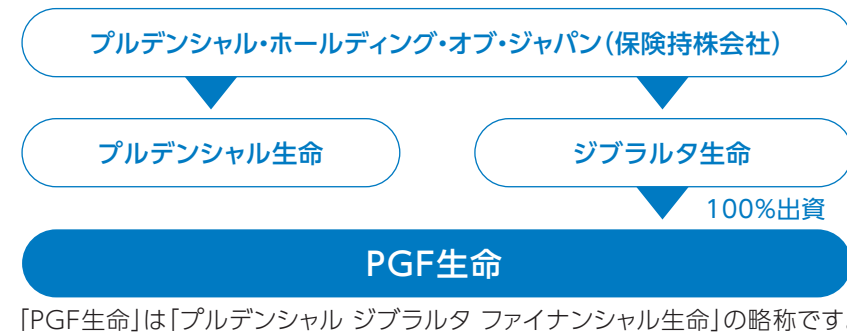 プルデンシャル・ホールディング・オブ・ジャパン（保険持株会社）
プルデンシャル生命
ジブラルタ生命
100%出資
PGF生命
「PGF生命」は「プルデンシャル ジブラルタ ファイナンシャル生命」の略称です。